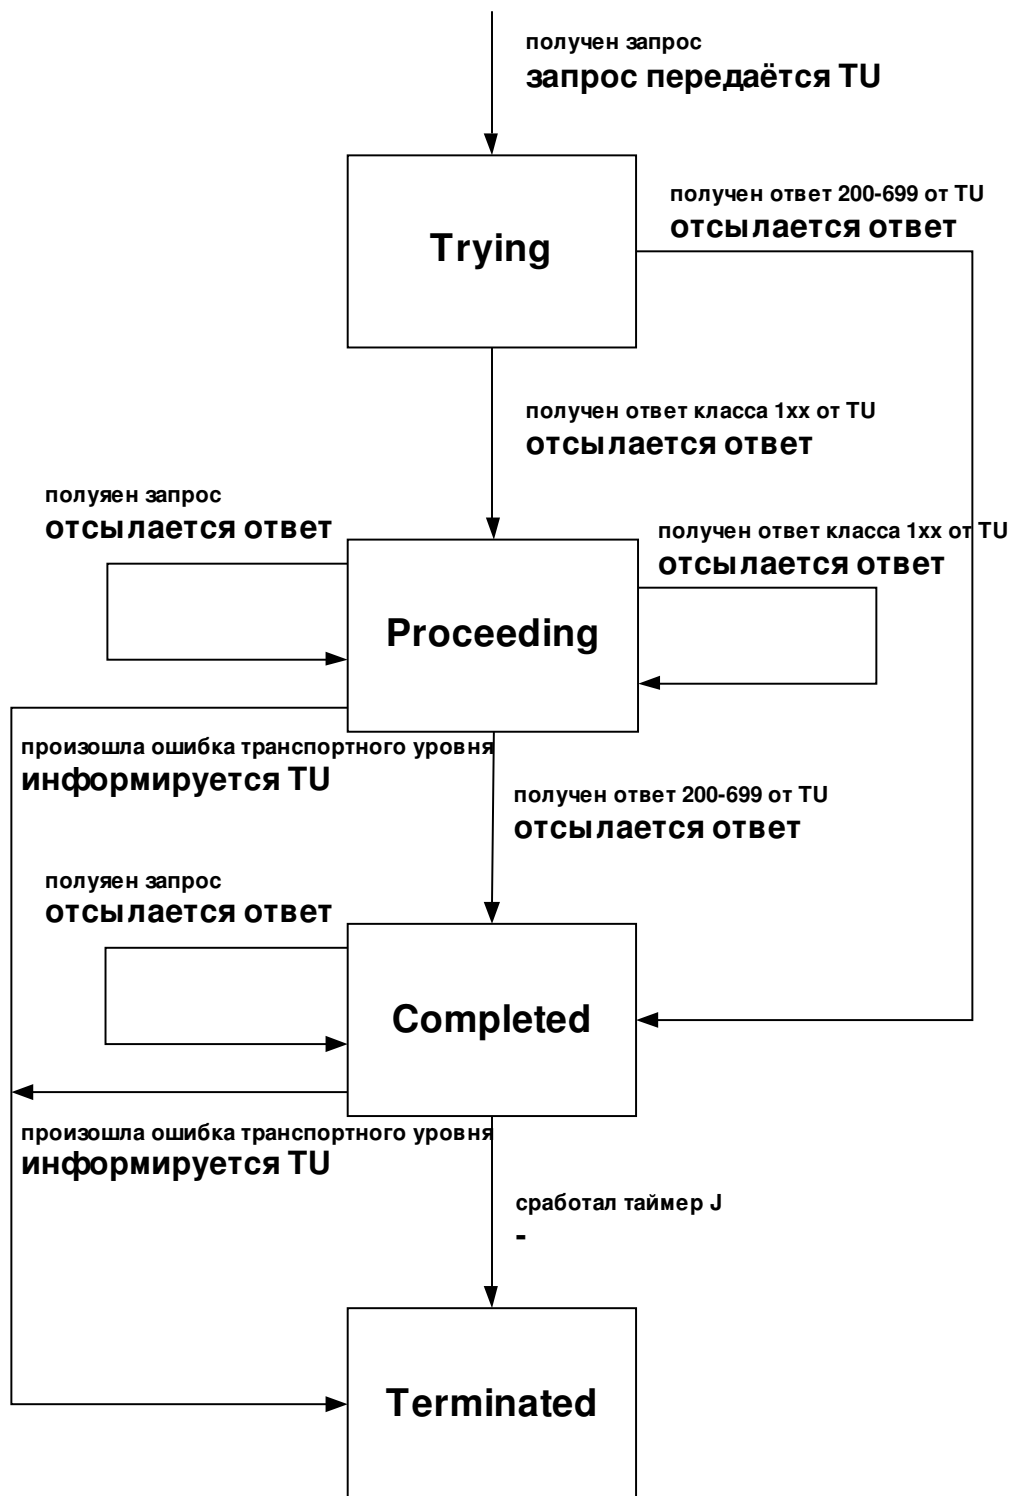 получен запрос
запрос передаётся TU
получен ответ 200-699 от TU
отсылается ответ
Trying
получен ответ класса 1xx от TU
отсылается ответ
полуяен запрос
отсылается ответ
получен ответ класса 1xx от TU
отсылается ответ
Proceeding
произошла ошибка транспортного уровня
информируется TU
получен ответ 200-699 от TU
отсылается ответ
полуяен запрос
отсылается ответ
Completed
произошла ошибка транспортного уровня
информируется TU
сработал таймер J
-
Terminated